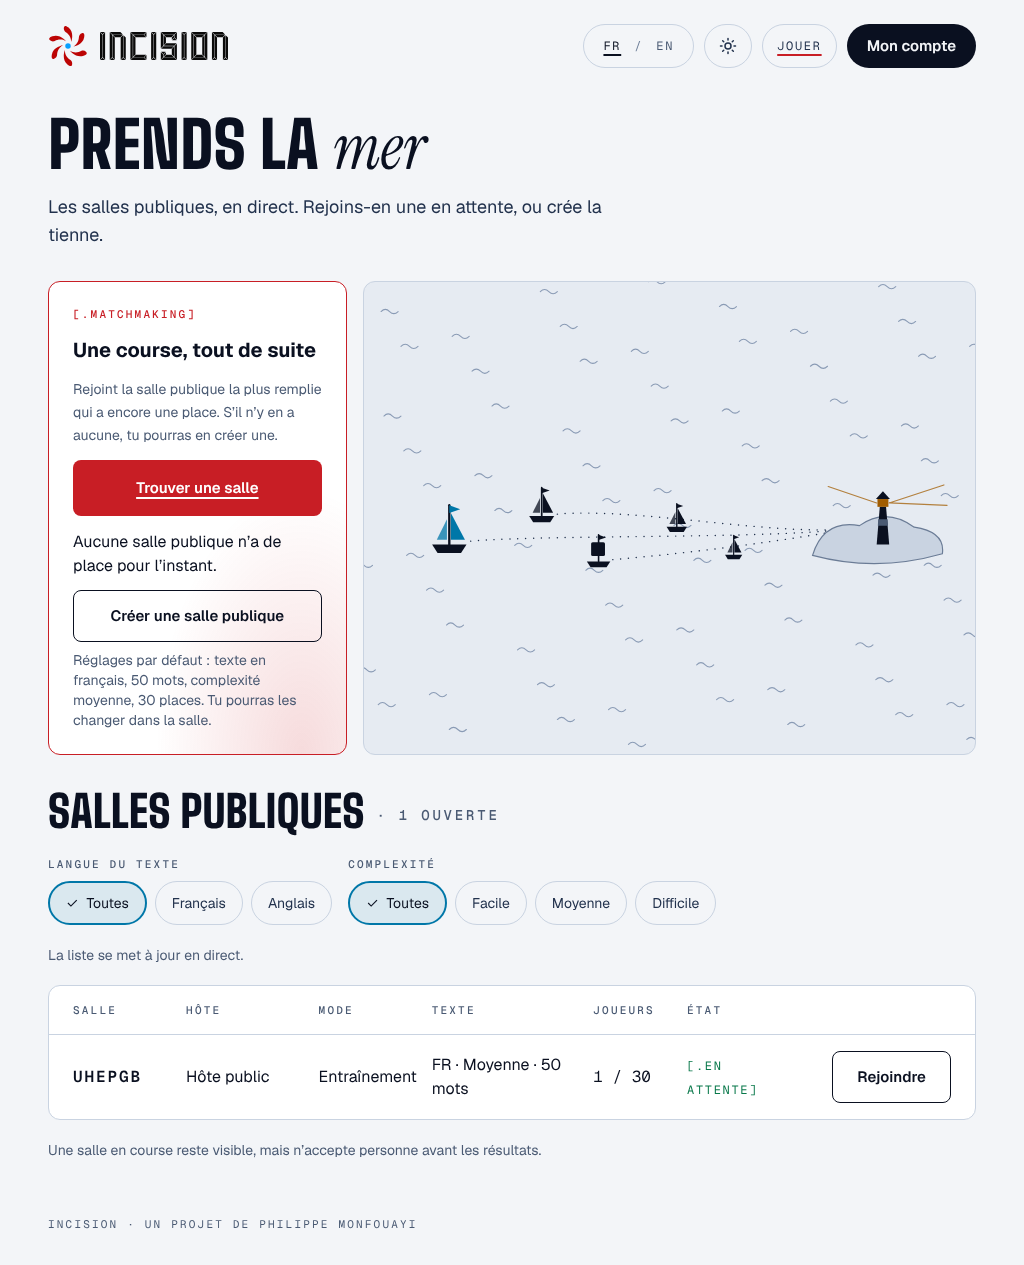 INCISION
FR / EN
JOUER
Mon compte
PRENDS LA mer
Les salles publiques, en direct. Rejoins-en une en attente, ou crée la
tienne.
[.MATCHMAKING]
Une course, tout de suite
Rejoint la salle publique la plus remplie
qui a encore une place. S’il n’y en a
aucune, tu pourras en créer une.
Trouver une salle
Aucune salle publique n’a de
place pour l’instant.
Créer une salle publique
Réglages par défaut : texte en
français, 50 mots, complexité
moyenne, 30 places. Tu pourras les
changer dans la salle.
SALLES PUBLIQUES · 1 OUVERTE
LANGUE DU TEXTE
COMPLEXITÉ
✓ Toutes
Français
Anglais
✓ Toutes
Facile
Moyenne
Difficile
La liste se met à jour en direct.
SALLE HÔTE MODE TEXTE JOUEURS ÉTAT
UHEPGB Hôte public Entraînement FR · Moyenne · 50 mots 1 / 30 [.EN ATTENTE] Rejoindre
Une salle en course reste visible, mais n’accepte personne avant les résultats.
INCISION · UN PROJET DE PHILIPPE MONFOUAYI